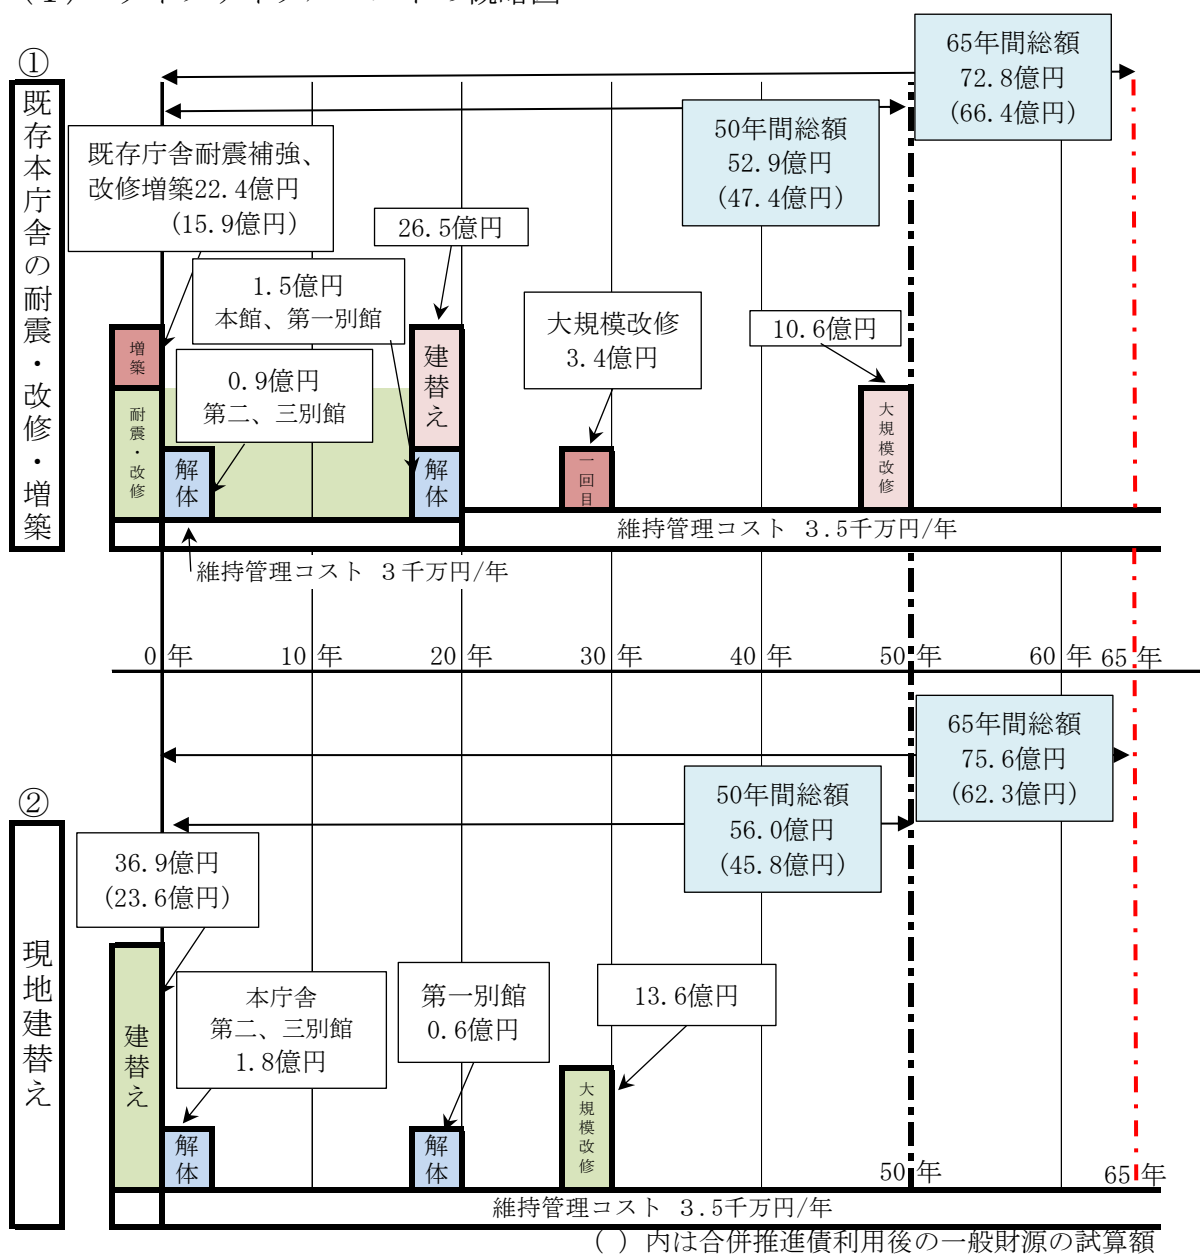 ①
既存本庁舎の耐震・改修・増築
65年間総額
72.8億円
(66.4億円)
50年間総額
52.9億円
(47.4億円)
既存庁舎耐震補強、
改修増築22.4億円
(15.9億円)
26.5億円
1.5億円
本館、第一別館
大規模改修
3.4億円
10.6億円
0.9億円
第二、三別館
増築
耐震・改修
解体
建替え
解体
一回目
大規模改修
維持管理コスト 3.5千万円/年
維持管理コスト 3千万円/年
0年 10年 20年 30年 40年 50年 60年 65年
65年間総額
75.6億円
(62.3億円)
50年間総額
56.0億円
(45.8億円)
②
現地建替え
36.9億円
(23.6億円)
本庁舎
第二、三別館
1.8億円
第一別館
0.6億円
13.6億円
建替え
解体
解体
大規模改修
50年 65年
維持管理コスト 3.5千万円/年
( )内は合併推進債利用後の一般財源の試算額